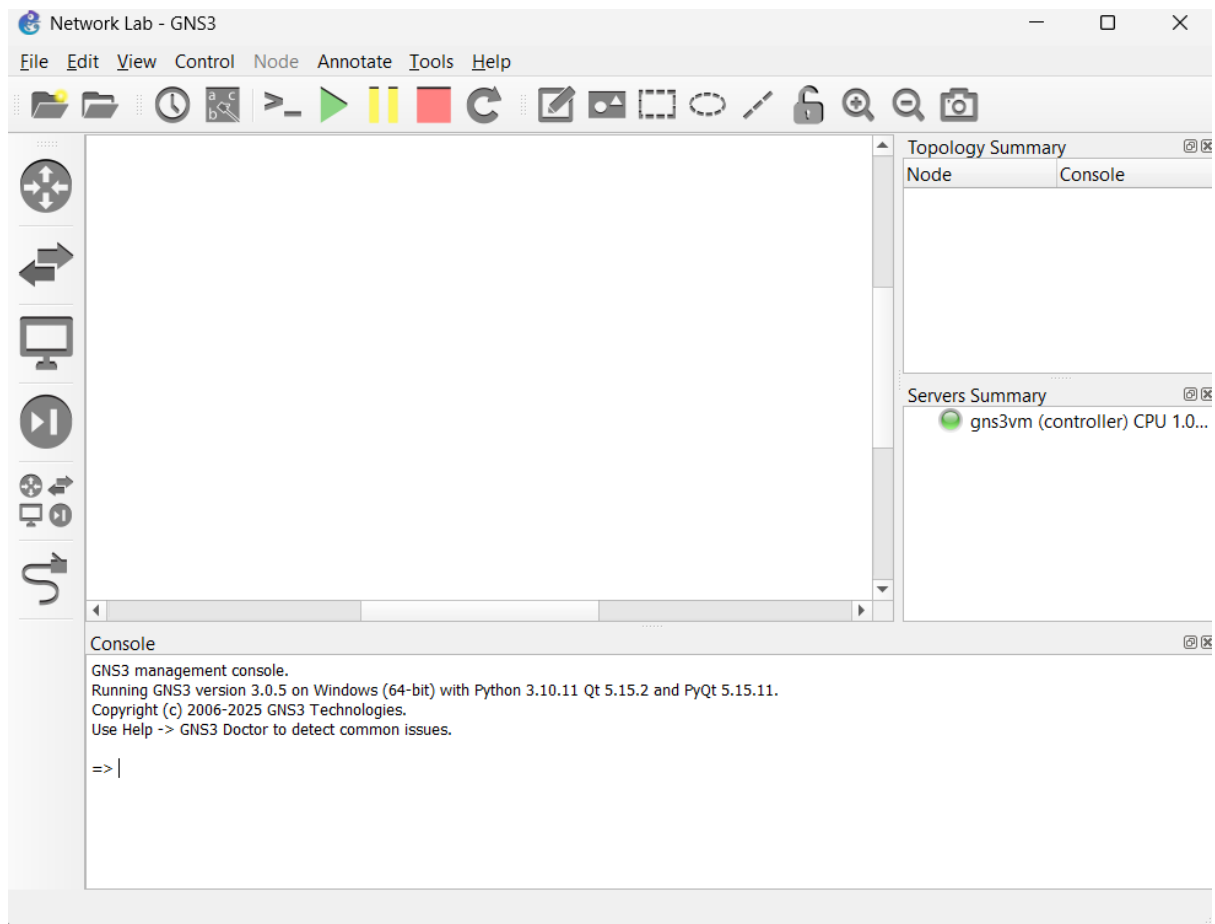 Network Lab - GNS3
File Edit View Control Node Annotate Tools Help
Topology Summary
Node Console
Servers Summary
gns3vm (controller) CPU 1.0...
Console
GNS3 management console.
Running GNS3 version 3.0.5 on Windows (64-bit) with Python 3.10.11 Qt 5.15.2 and PyQt 5.15.11.
Copyright (c) 2006-2025 GNS3 Technologies.
Use Help -> GNS3 Doctor to detect common issues.
=>